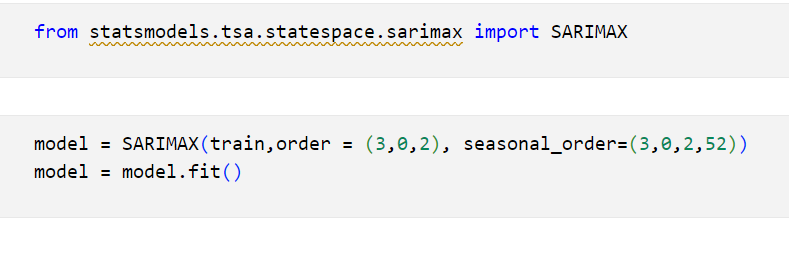 from statsmodels.tsa.statespace.sarimax import SARIMAX
model = SARIMAX(train,order = (3,0,2), seasonal_order=(3,0,2,52))
model = model.fit()